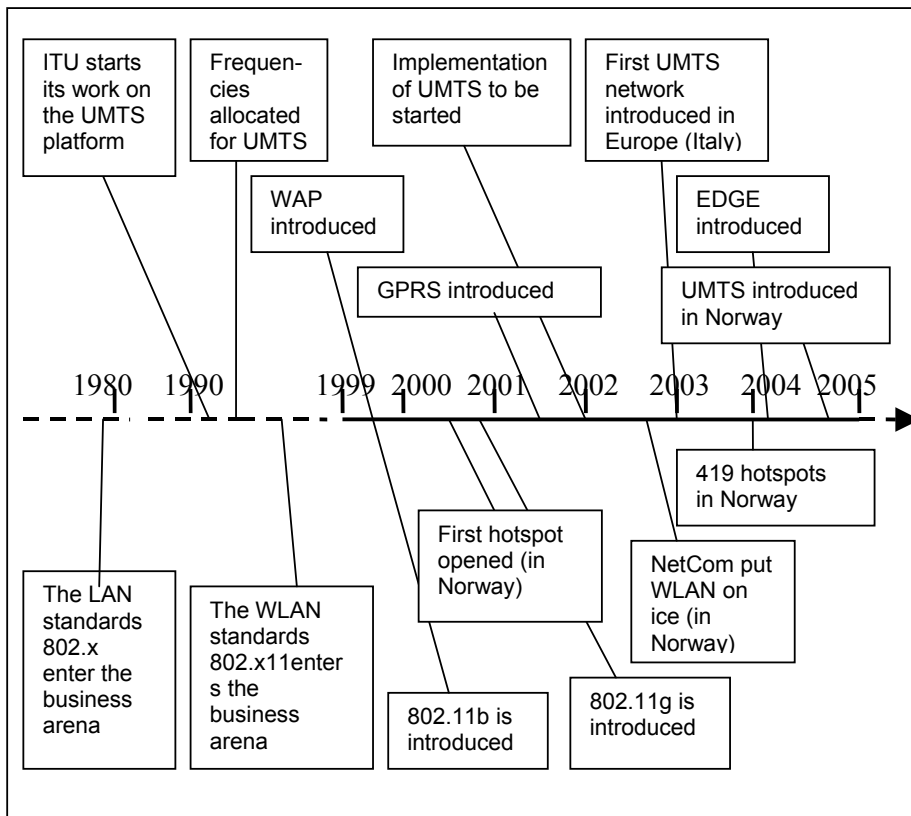 ITU starts
its work on
the UMTS
platform
Frequen-
cies
allocated
for UMTS
Implementation
of UMTS to be
started
First UMTS
network
introduced in
Europe (Italy)
WAP
introduced
EDGE
introduced
GPRS introduced
UMTS introduced
in Norway
1980 1990 1999 2000 2001 2002 2003 2004 2005
419 hotspots
in Norway
First hotspot
opened (in
Norway)
NetCom put
WLAN on
ice (in
Norway)
The LAN
standards
802.x
enter the
business
arena
The WLAN
standards
802.x11enter
s the
business
arena
802.11b is
introduced
802.11g is
introduced